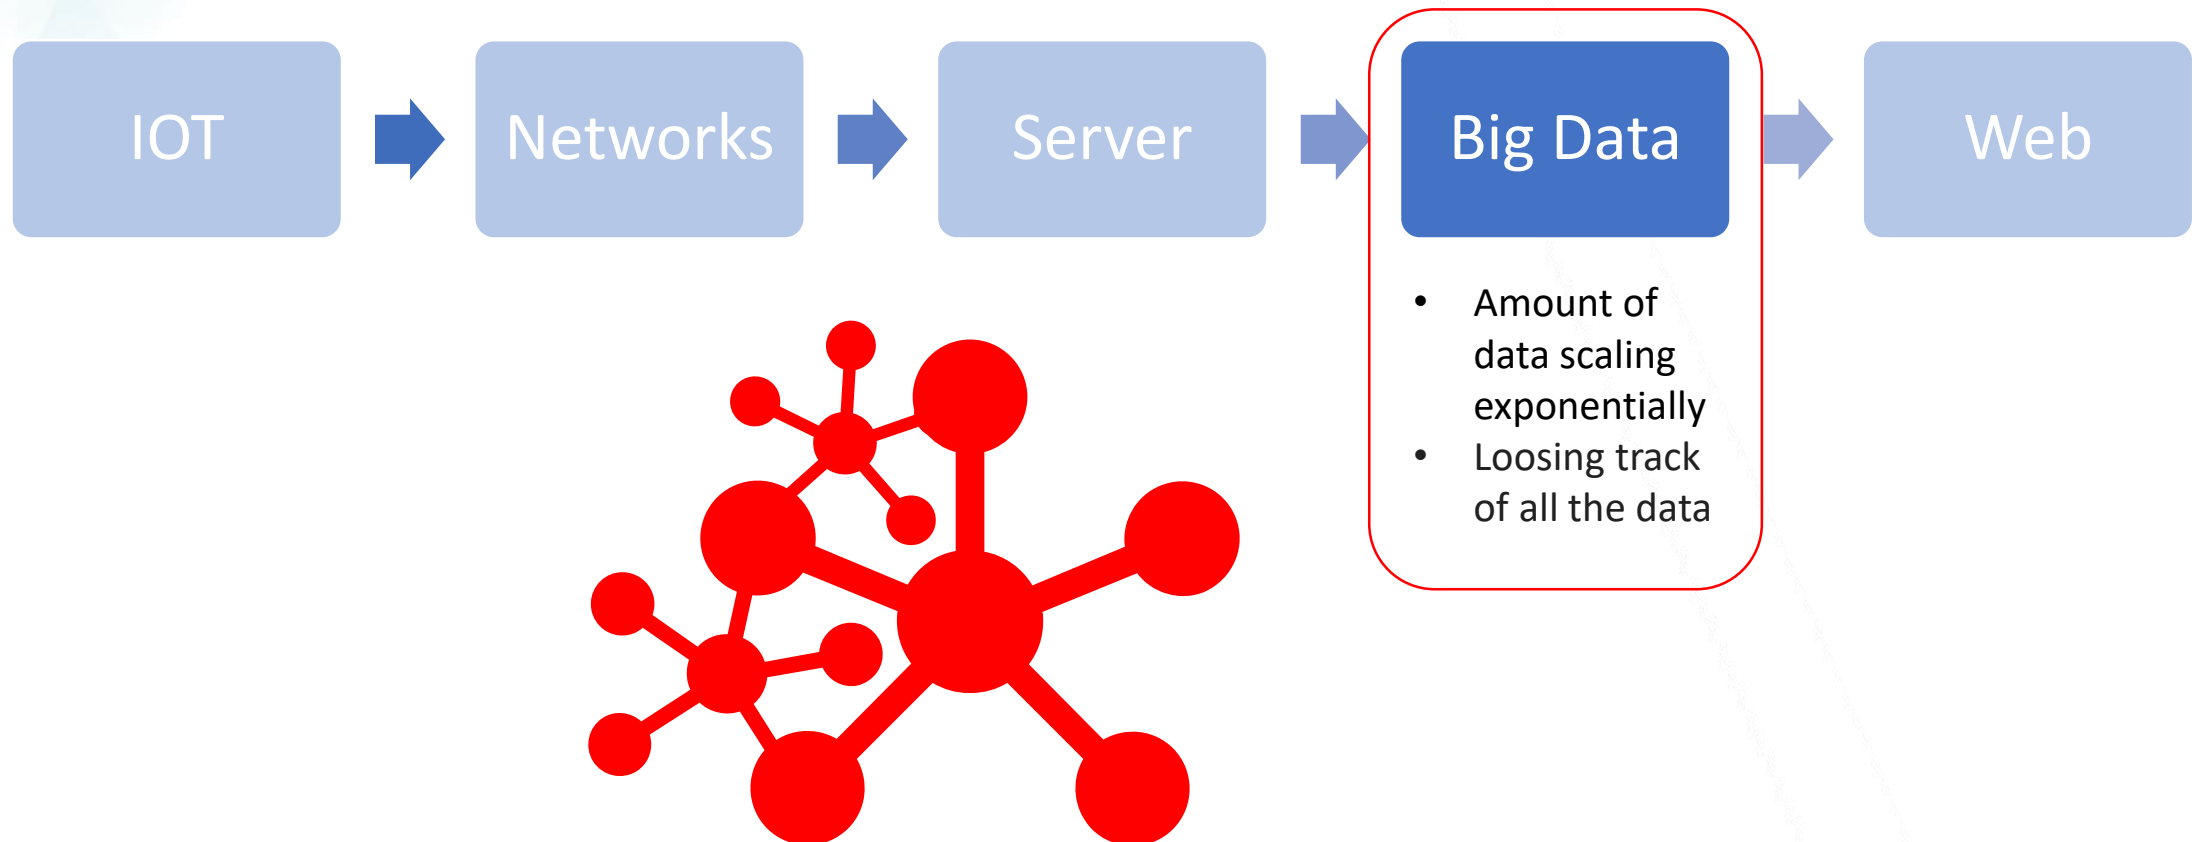 IOT
Networks
Server
Big Data
Web
• Amount of
data scaling
exponentially
• Loosing track
of all the data